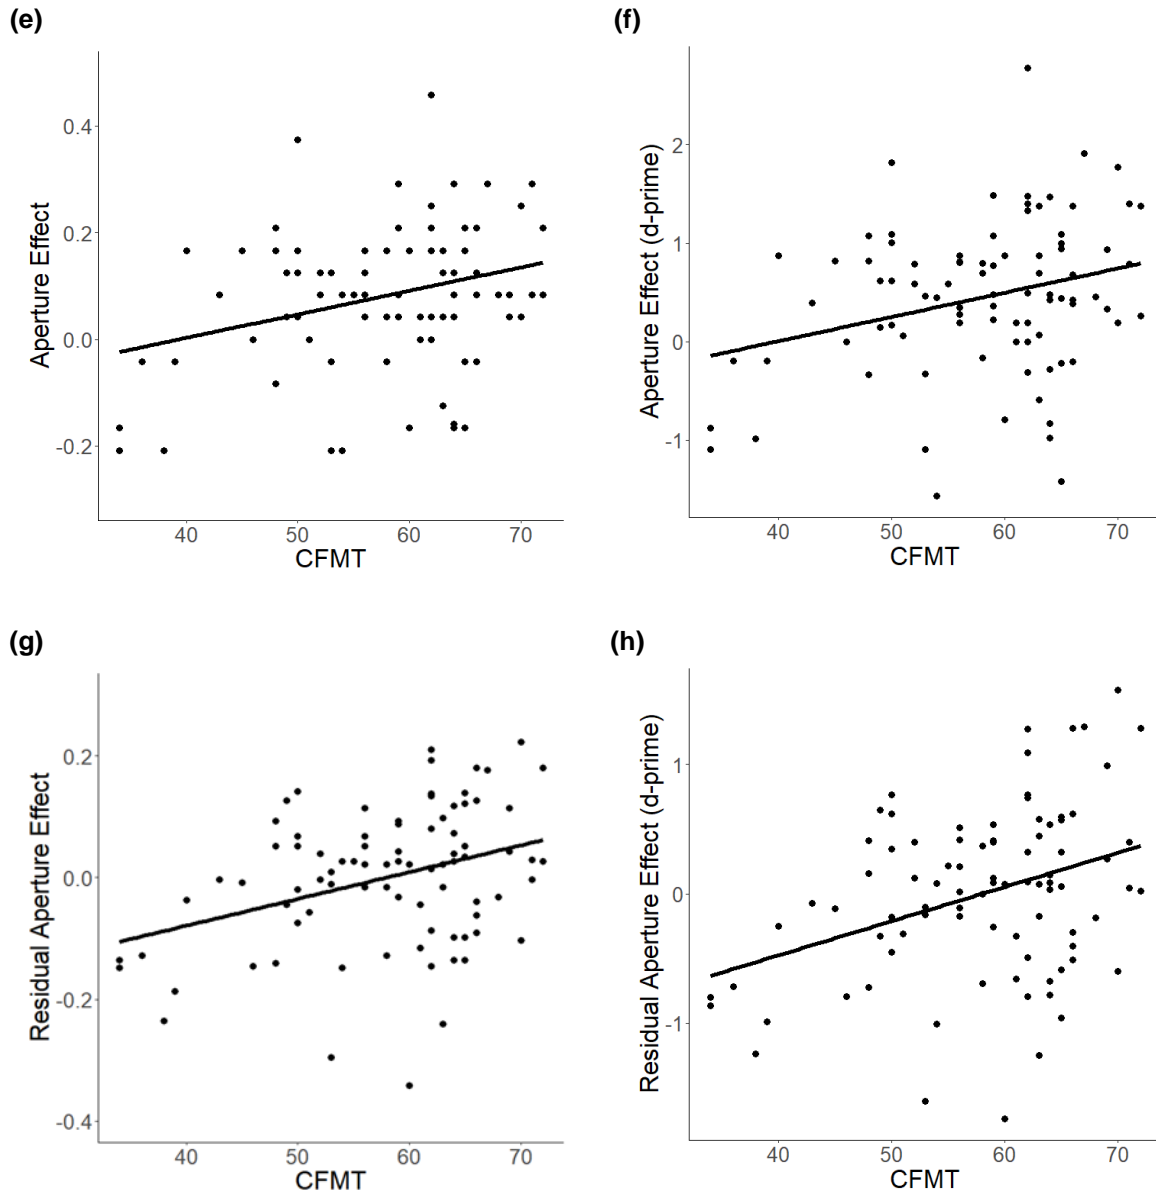 (e)
Aperture Effect
0.4
0.2
0.0
-0.2
40 50 60 70
CFMT
(f)
Aperture Effect (d-prime)
2
1
0
-1
40 50 60 70
CFMT
(g)
Residual Aperture Effect
0.2
0.0
-0.2
-0.4
40 50 60 70
CFMT
(h)
Residual Aperture Effect (d-prime)
1
0
-1
40 50 60 70
CFMT